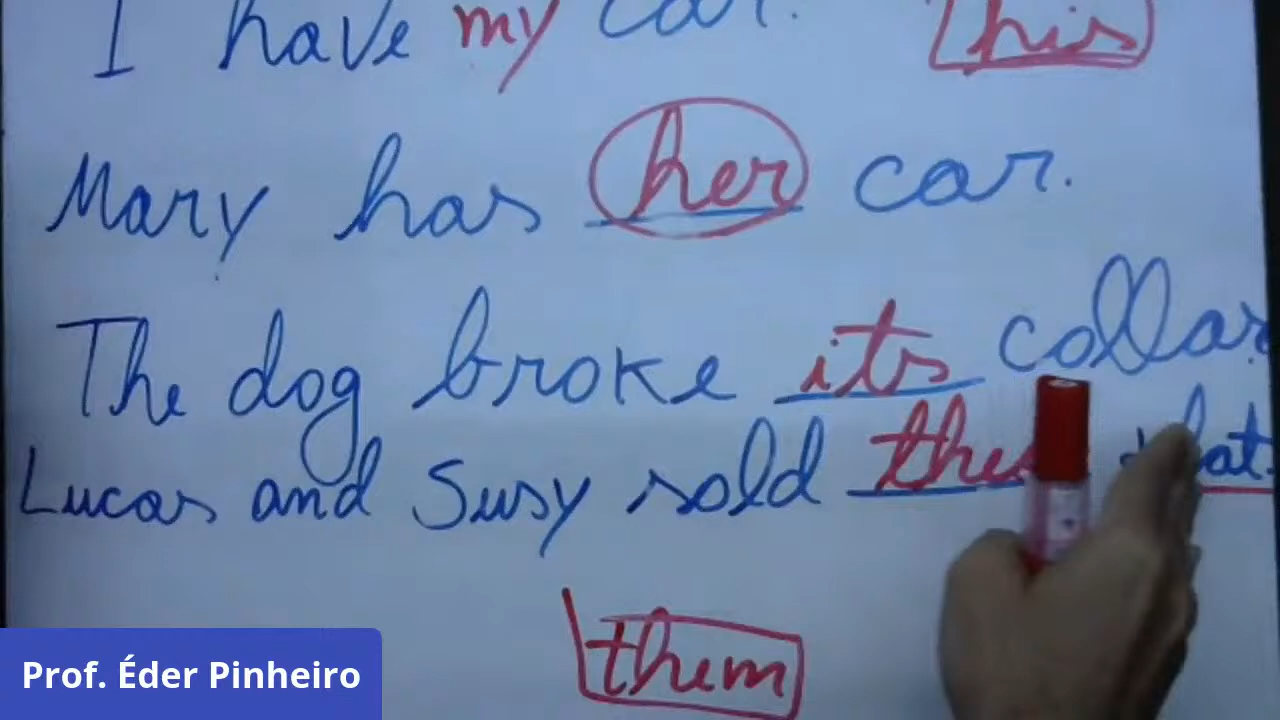 I have my car. his
Mary has her car.
The dog broke its collar
Lucas and Susy sold
them
Prof. Éder Pinheiro